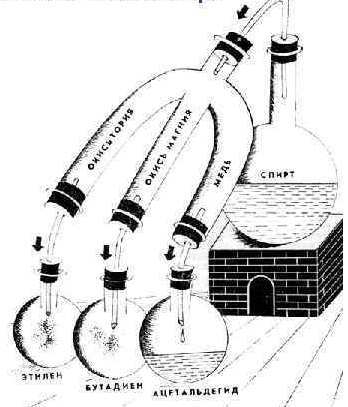 ОКИСЬ ТОРИЯ
ОКИСЬ МАГНИЯ
МЕДЬ
СПИРТ
ЭТИЛЕН
БУТАДИЕН
АЦЕТАЛЬДЕГИД